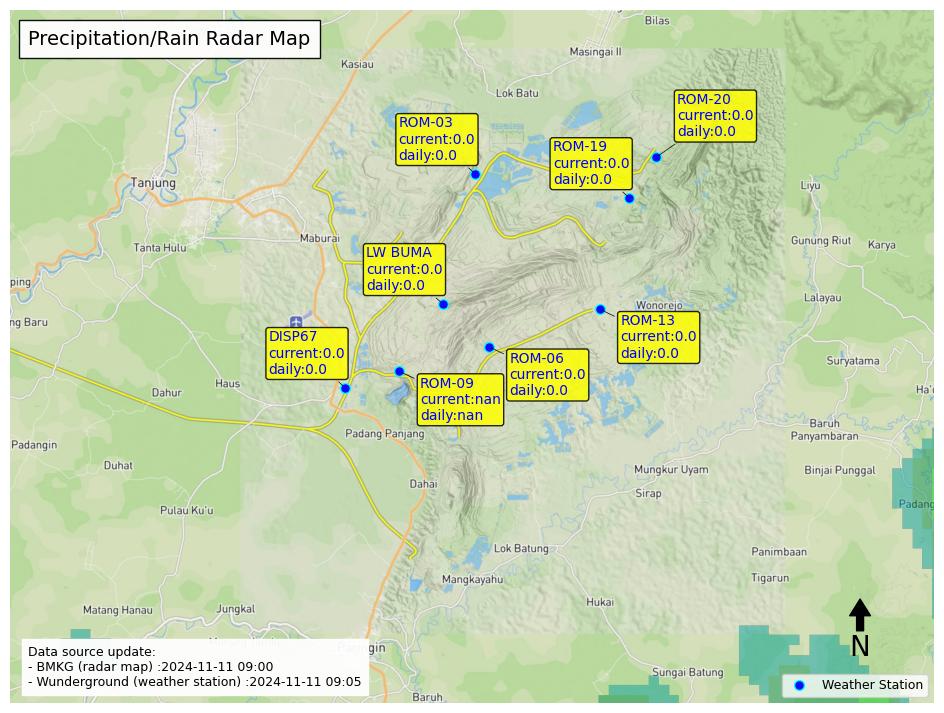 Precipitation/Rain Radar Map
Bilas
Masingai II
Kasiau
Lok Batu
ROM-20
current:0.0
daily:0.0
ROM-03
current:0.0
daily:0.0
ROM-19
current:0.0
daily:0.0
Tanjung
Liyu
Maburai
Tanta Hulu
Gunung Riut
Karya
LW BUMA
current:0.0
daily:0.0
ping
Lalayau
Wonorejo
ng Baru
ROM-13
current:0.0
daily:0.0
DISP67
current:0.0
daily:0.0
ROM-06
current:0.0
daily:0.0
Suryatama
Haus
Dahur
ROM-09
current:nan
daily:nan
Ha'o
Baruh
Panyambaran
Padang Panjang
Padangin
Duhat
Mungkur Uyam
Binjai Punggal
Dahai
Sirap
Padang
Pulau Ku'u
Lok Batung
Panimbaan
Mangkayahu
Tigarun
Hukai
Matang Hanau
Jungkal
N
Data source update:
- BMKG (radar map) :2024-11-11 09:00
- Wunderground (weather station) :2024-11-11 09:05
Sungai Batung
Weather Station
Baruh